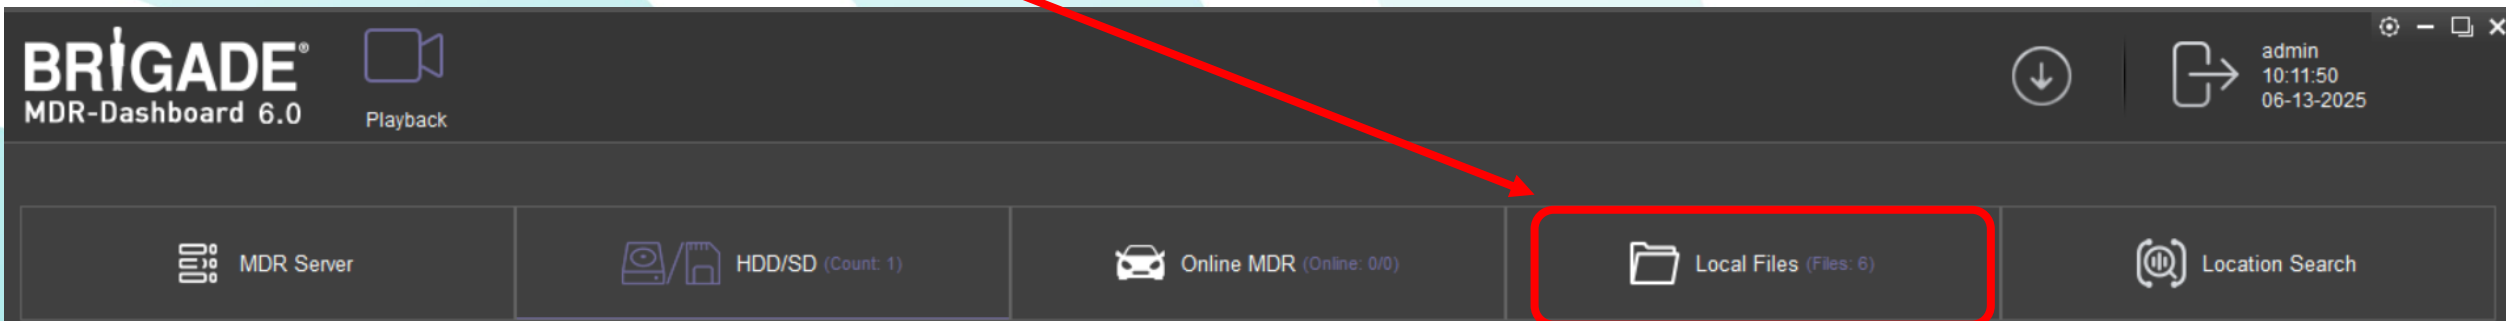 BRIGADE®
MDR-Dashboard 6.0
Playback
admin
10:11:50
06-13-2025
MDR Server
HDD/SD (Count: 1)
Online MDR (Online: 0/0)
Local Files (Files: 6)
Location Search